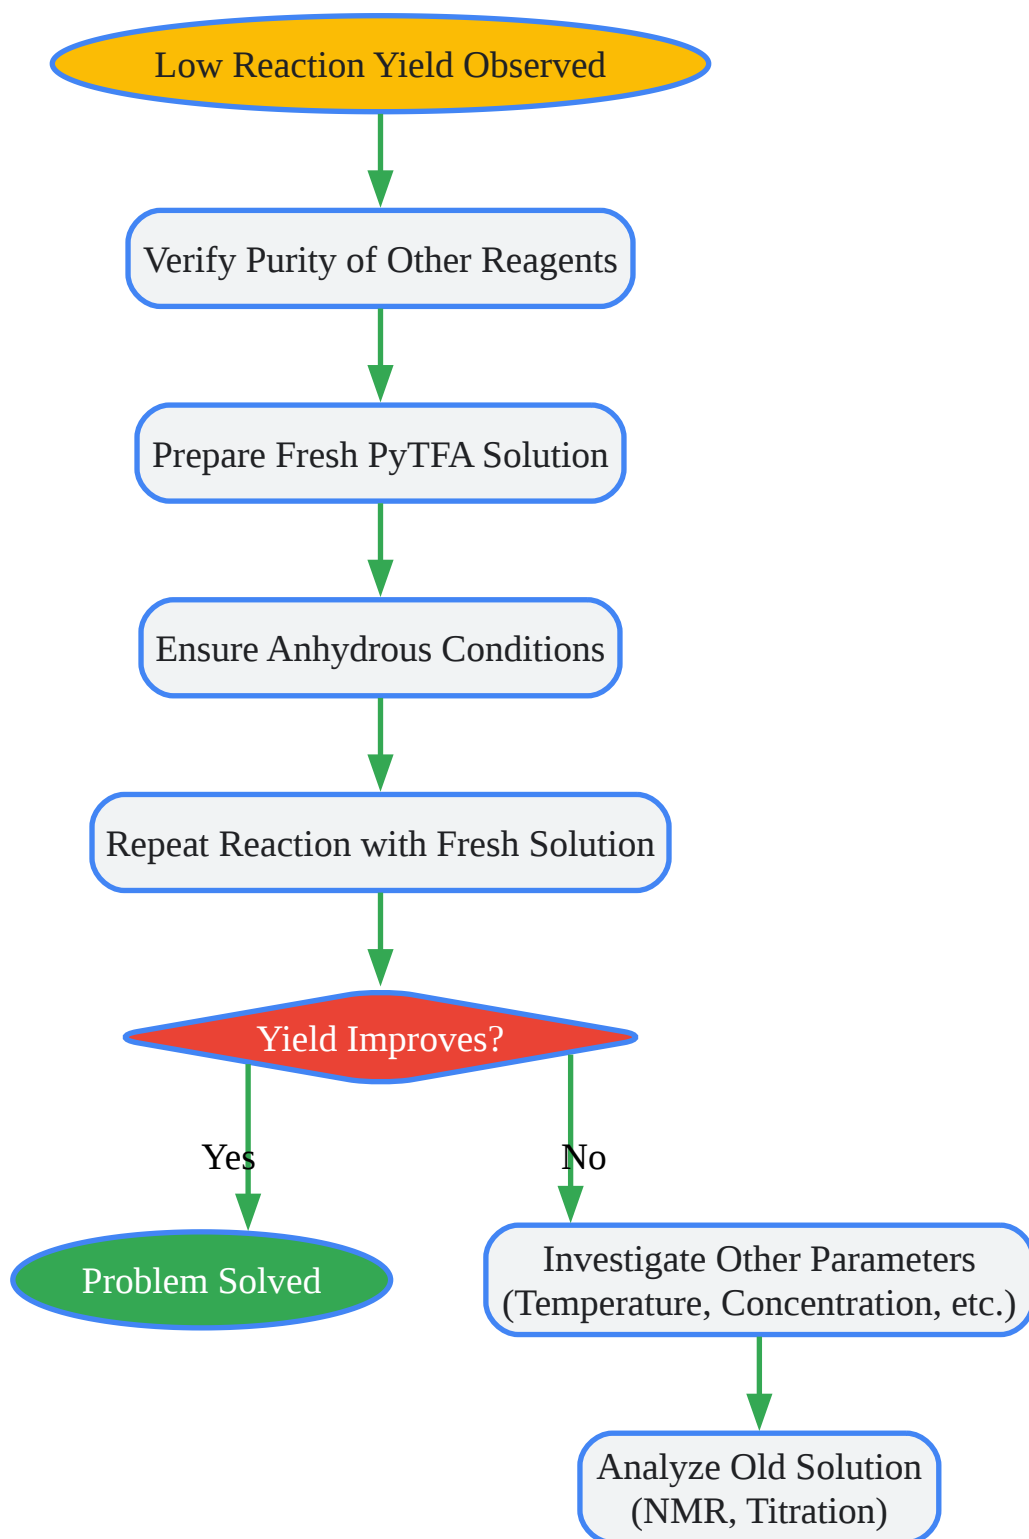 Low Reaction Yield Observed
Verify Purity of Other Reagents
Prepare Fresh PyTFA Solution
Ensure Anhydrous Conditions
Repeat Reaction with Fresh Solution
Yield Improves?
Yes
No
Problem Solved
Investigate Other Parameters
(Temperature, Concentration, etc.)
Analyze Old Solution
(NMR, Titration)